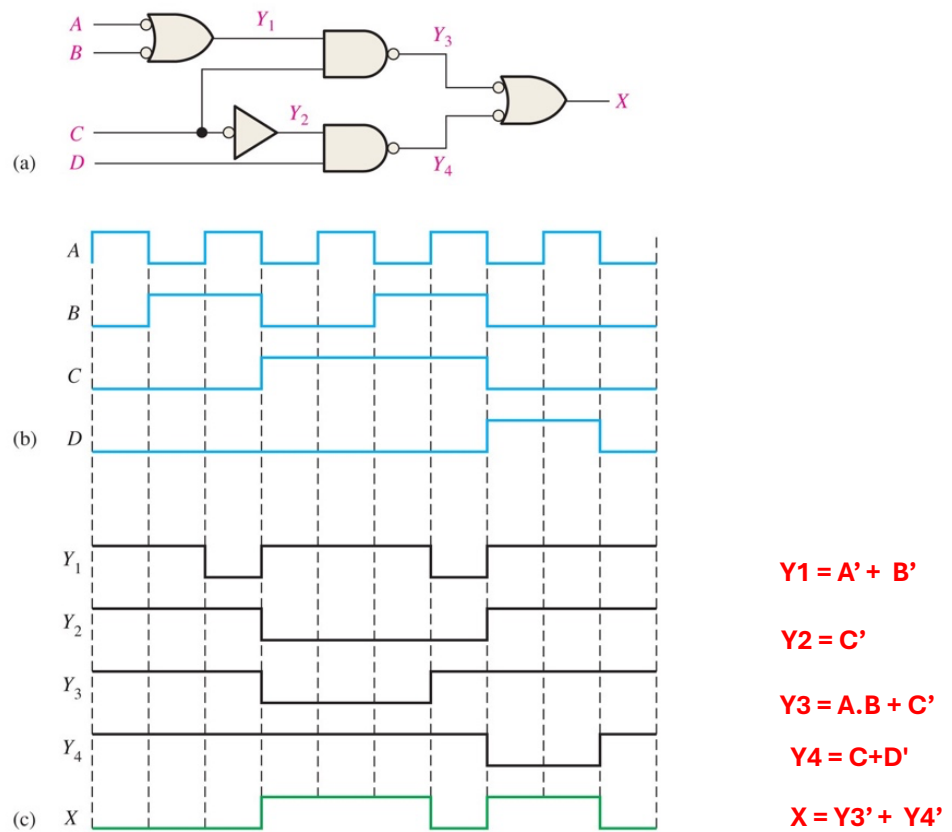 A
B
Y1
Y3
X
C
Y2
(a)
D
Y4
A
B
C
(b)
D
Y1
Y1 = A’ + B’
Y2
Y2 = C’
Y3
Y3 = A.B + C’
Y4
Y4 = C+D'
(c)
X
X = Y3’ + Y4’